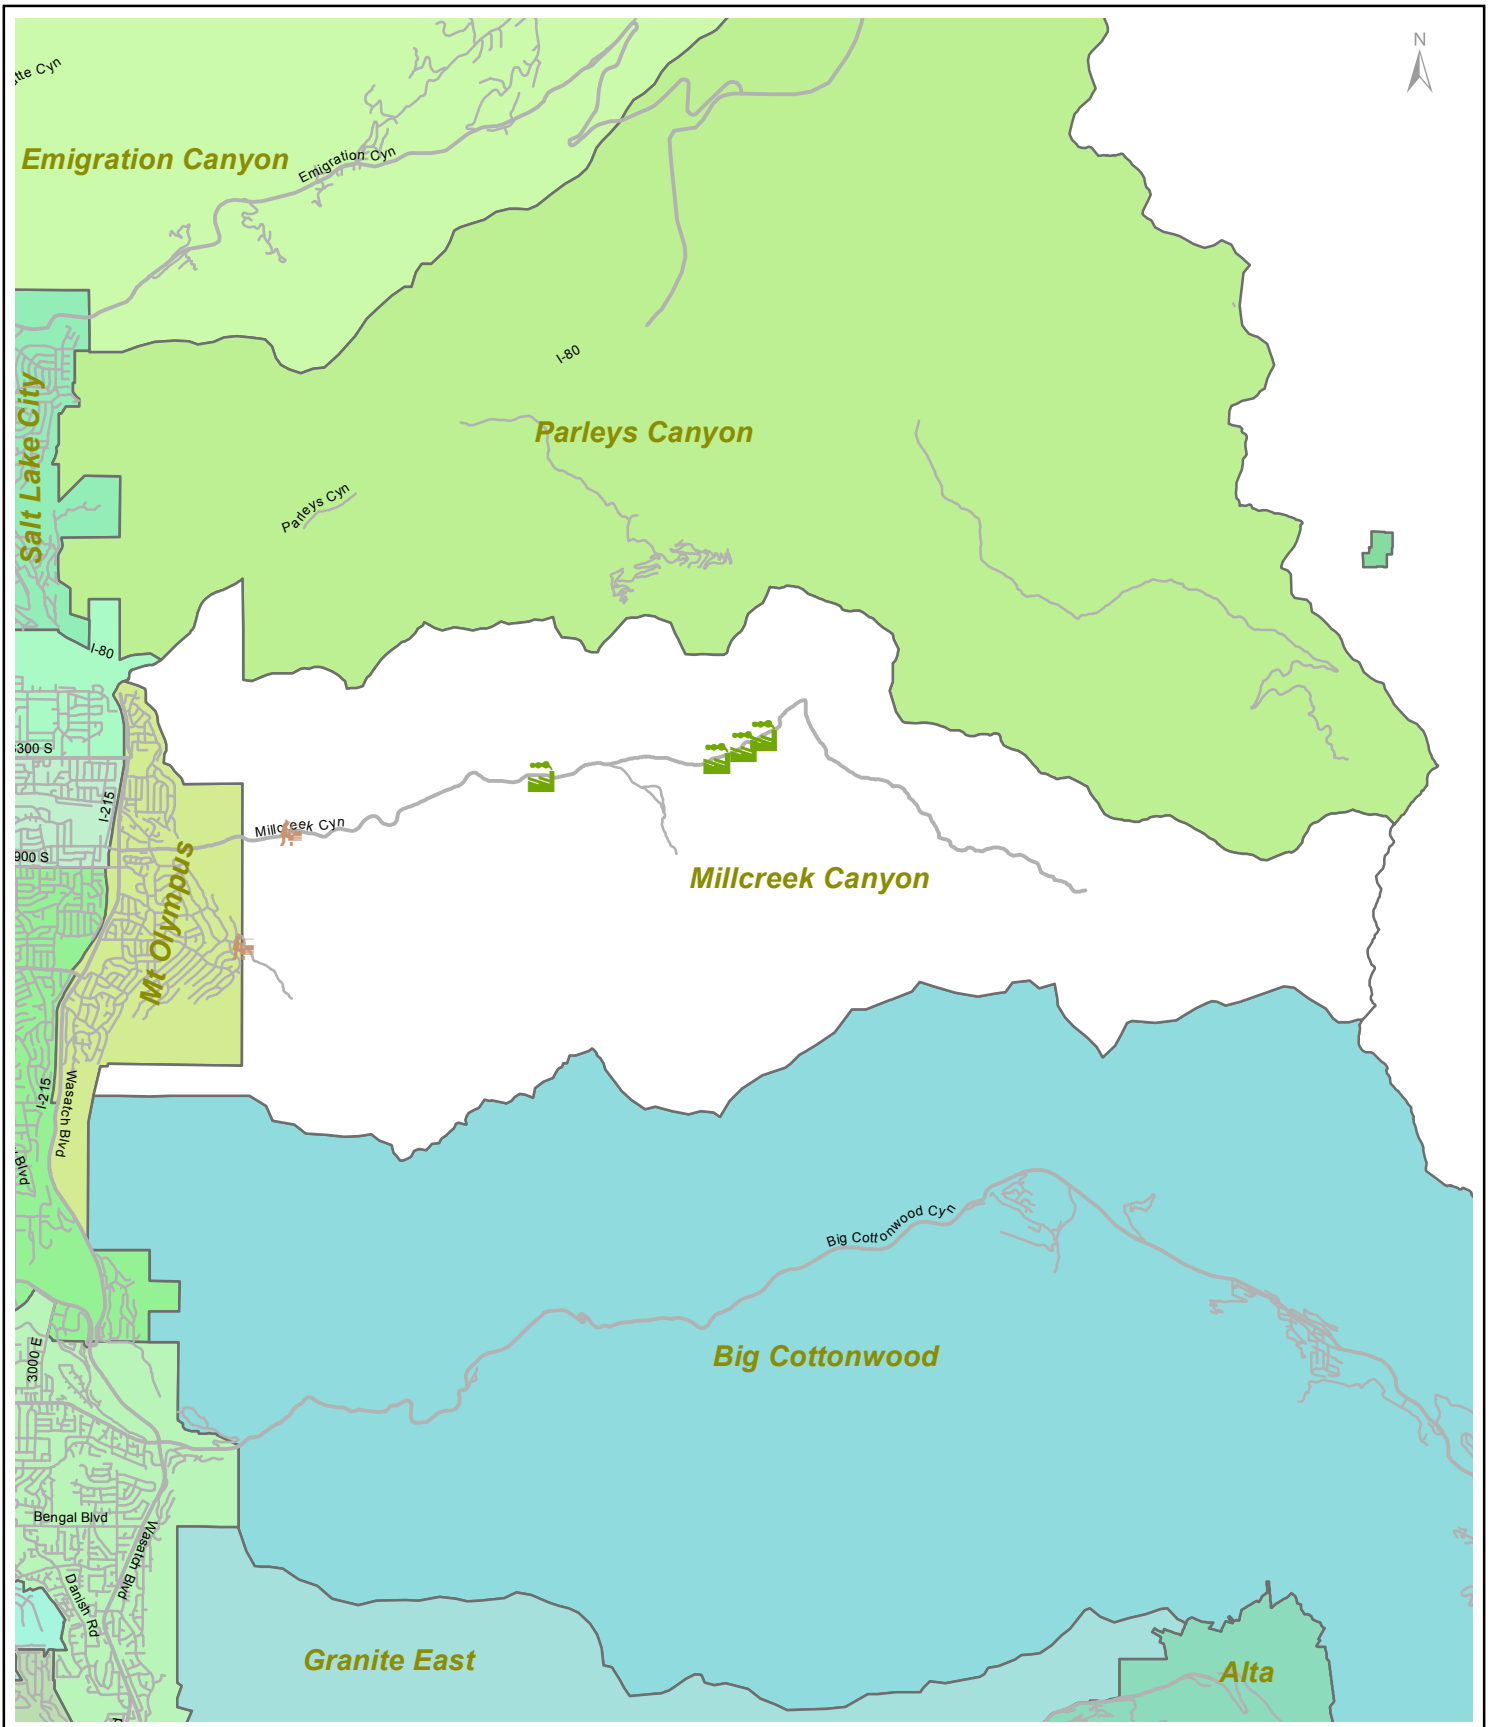 N
Emigration Canyon
Emigration Cyn
I-80
Salt Lake City
Parleys Canyon
Parleys Cyn
I-80
I-215
Millcreek Cyn
Mt Olympus
Millcreek Canyon
I-215
Wasatch Blvd
Blvd
Big Cottonwood Cyn
3000 E
Big Cottonwood
Bengal Blvd
Wasatch Blvd
Danish Rd
Granite East
Alta